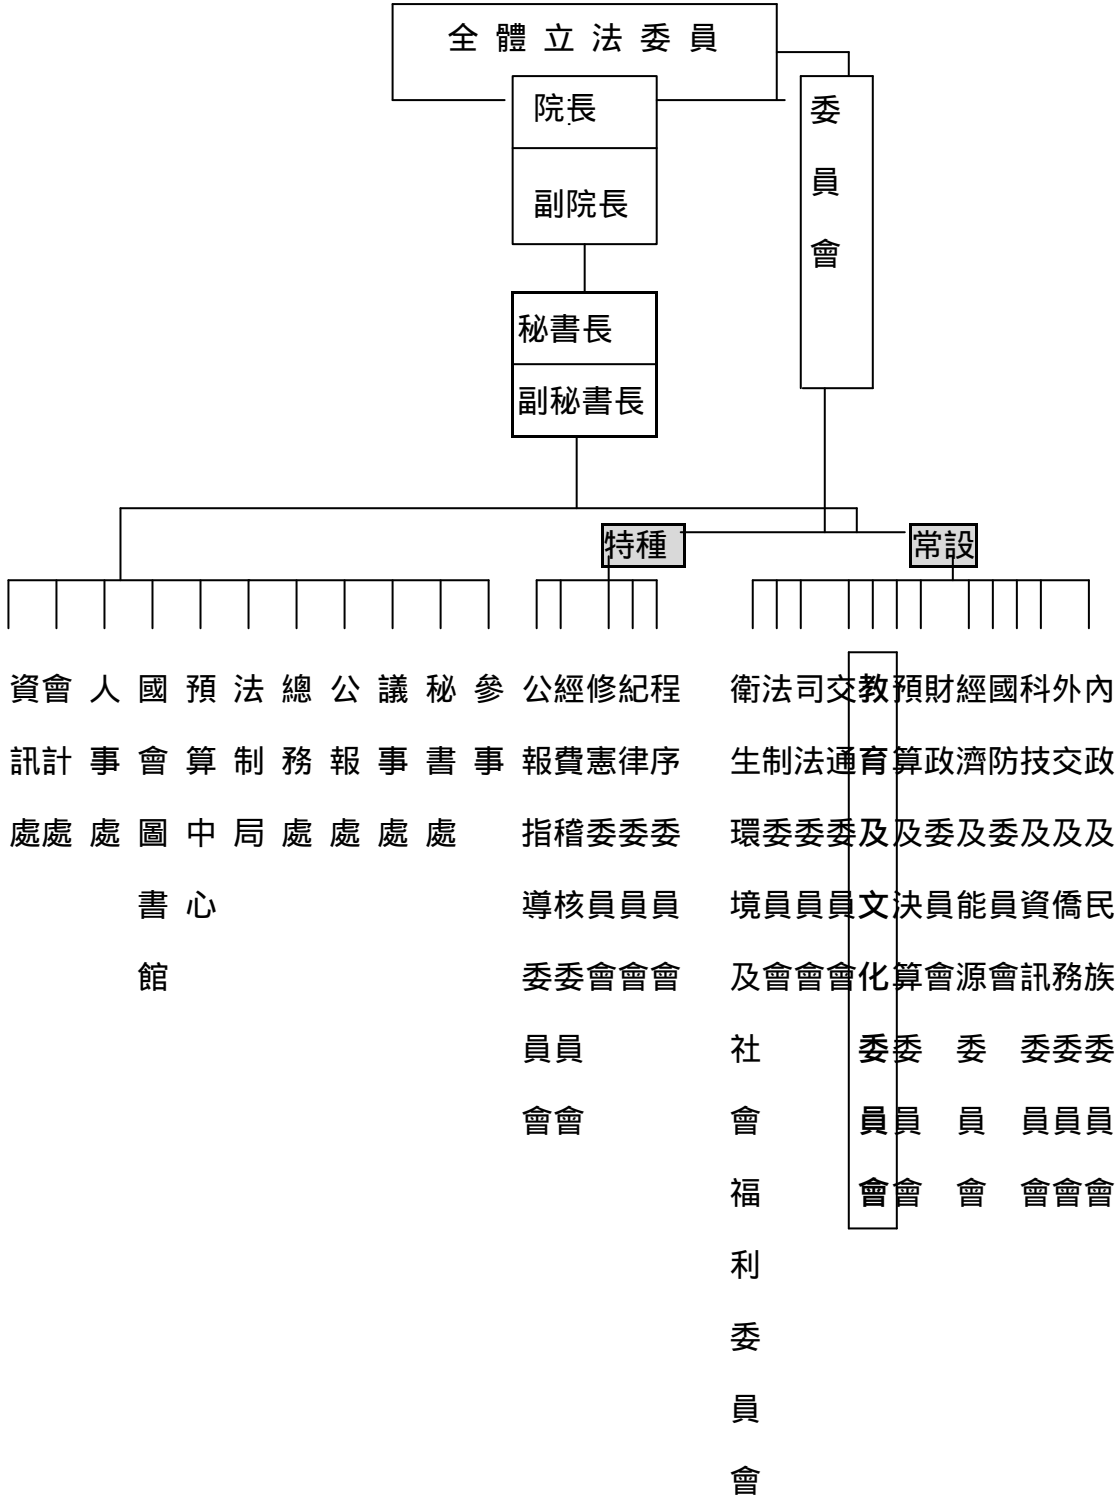 全體立法委員
院長
副院長
委員會
秘書長
副秘書長
特種
常設
資訊處
會計處
人事處
國會圖書館
預算中心
法制局
總務處
公報處
議事處
秘書處
參事
公報指導委員會
經費稽核委員會
修憲委員會
紀律委員會
程序委員會
衛生環境及社會福利委員會
法制委員會
司法委員會
交通委員會
教育及文化委員會
預算及決算委員會
財政委員會
經濟及能源委員會
國防委員會
科技及資訊委員會
外交及僑務委員會
內政及民族委員會